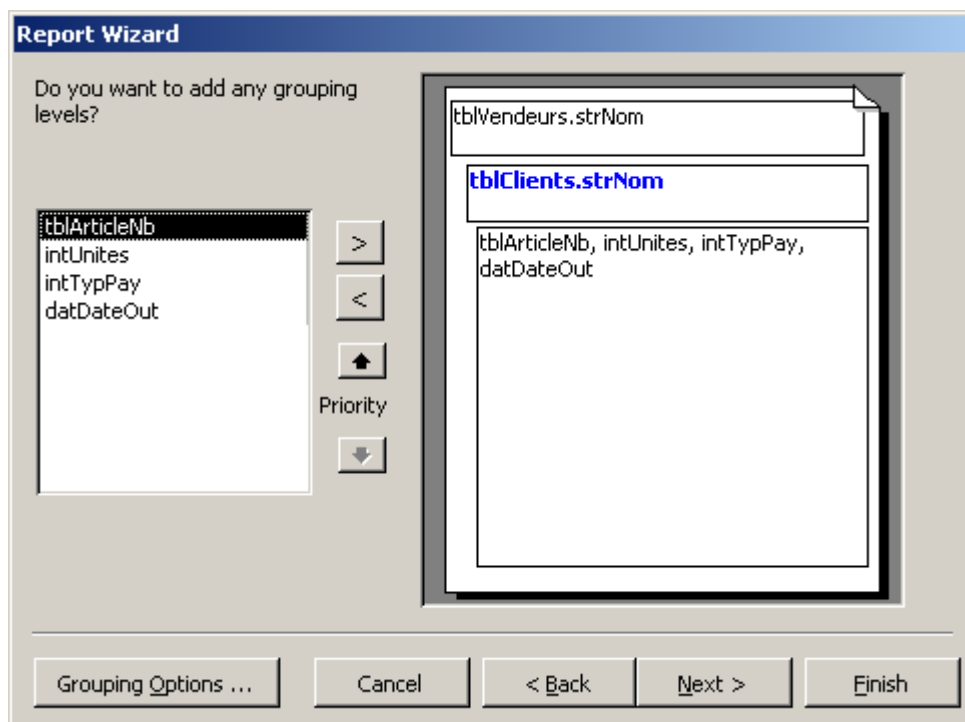 Report Wizard
Do you want to add any grouping
levels?
tblArticleNb
intUnites
intTypPay
datDateOut
>
<
Priority
tblVendeurs.strNom
tblClients.strNom
tblArticleNb, intUnites, intTypPay,
datDateOut
Grouping Options ...
Cancel
< Back
Next >
Finish